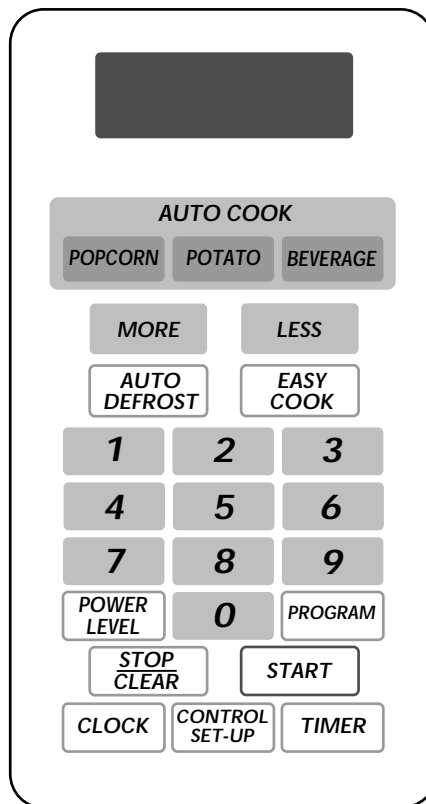 AUTO COOK
POPCORN POTATO BEVERAGE
MORE LESS
AUTO
DEFROST
EASY
COOK
1 2 3
4 5 6
7 8 9
POWER
LEVEL
0
PROGRAM
STOP
CLEAR
START
CLOCK
CONTROL
SET-UP
TIMER